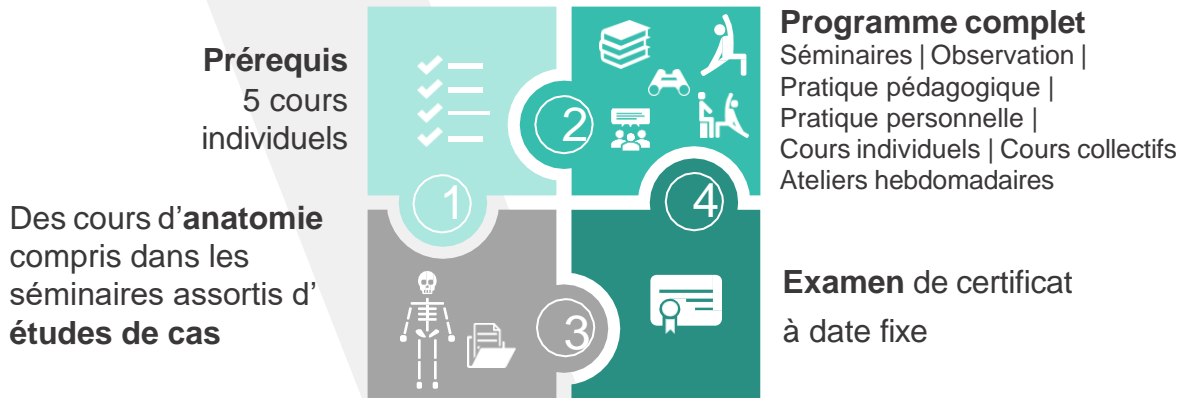 Prérequis
5 cours
individuels
1
2
Programme complet
Séminaires | Observation |
Pratique pédagogique |
Pratique personnelle |
Cours individuels | Cours collectifs
Ateliers hebdomadaires
Des cours d’anatomie
compris dans les
séminaires assortis d’
études de cas
3
4
Examen de certificat
à date fixe